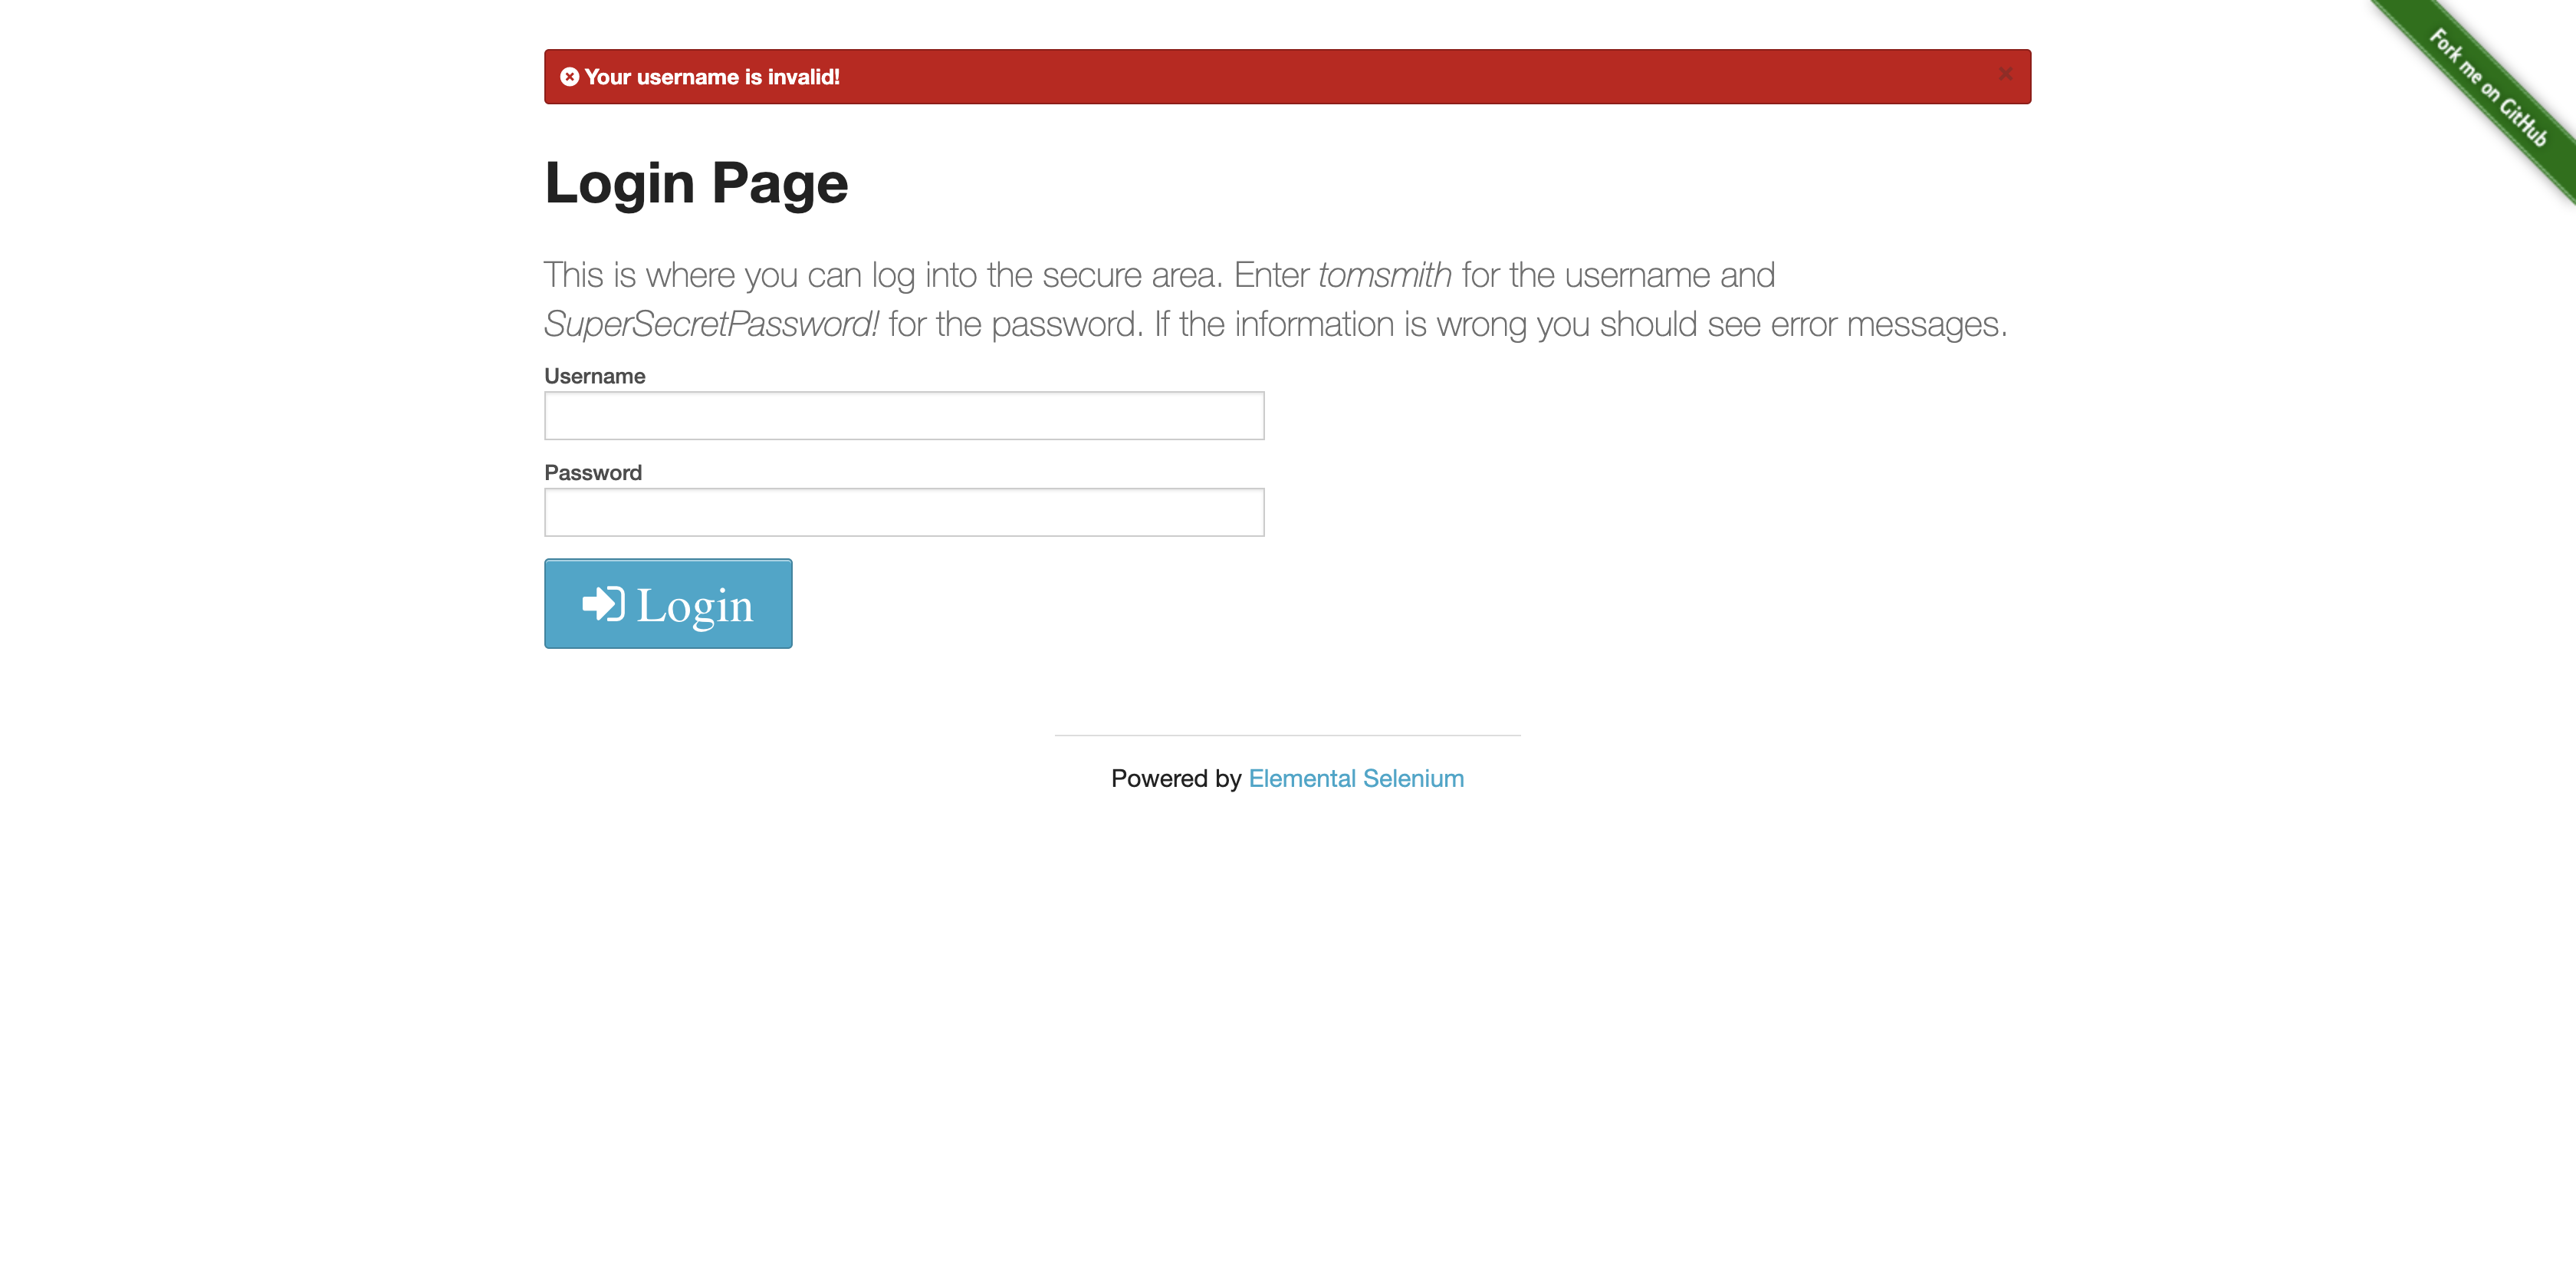 Your username is invalid!
Fork me on GitHub
Login Page
This is where you can log into the secure area. Enter tomsmith for the username and
SuperSecretPassword! for the password. If the information is wrong you should see error messages.
Username
Password
Login
Powered by Elemental Selenium